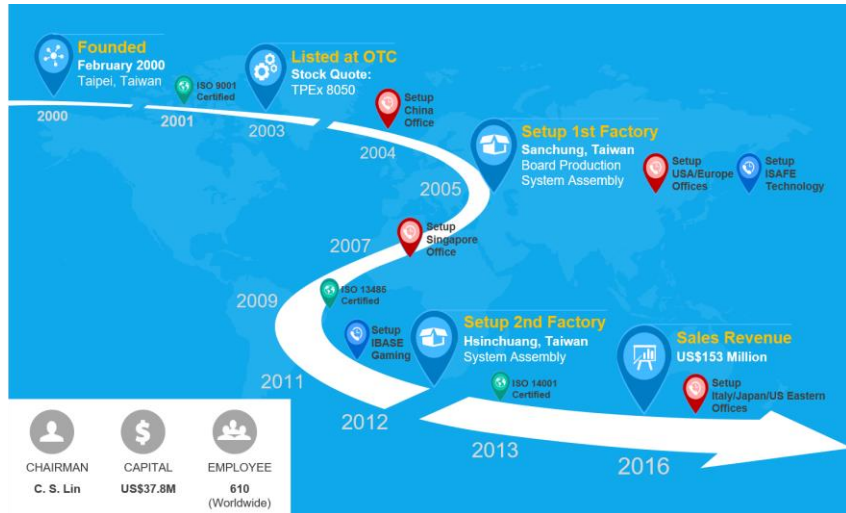 Founded
February 2000
Taipei, Taiwan
2000
ISO 9001
Certified
2001
Listed at OTC
Stock Quote:
TPEx 8050
2003
Setup
China
Office
2004
Setup 1st Factory
Sanchung, Taiwan
Board Production
System Assembly
2005
Setup
USA/Europe
Offices
Setup
ISAFE
Technology
Setup
Singapore
Office
2007
ISO 13485
Certified
2009
Setup
IBASE
Gaming
2011
Setup 2nd Factory
Hsinchuang, Taiwan
System Assembly
2012
ISO 14001
Certified
2013
Sales Revenue
US$153 Million
Setup
Italy/Japan/US Eastern
Offices
2016
CHAIRMAN
C. S. Lin
CAPITAL
US$37.8M
EMPLOYEE
610
(Worldwide)